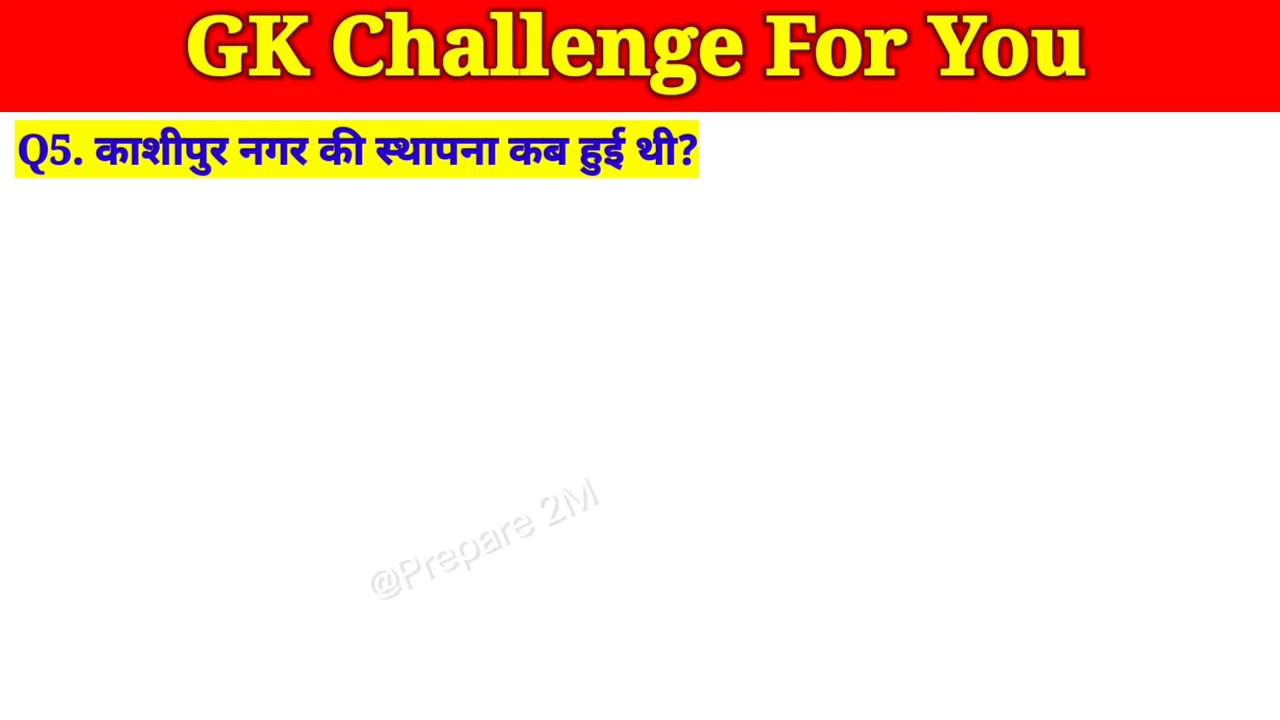 GK Challenge For You
Q5. काशीपुर नगर की स्थापना कब हुई थी?
@Prepare 2M